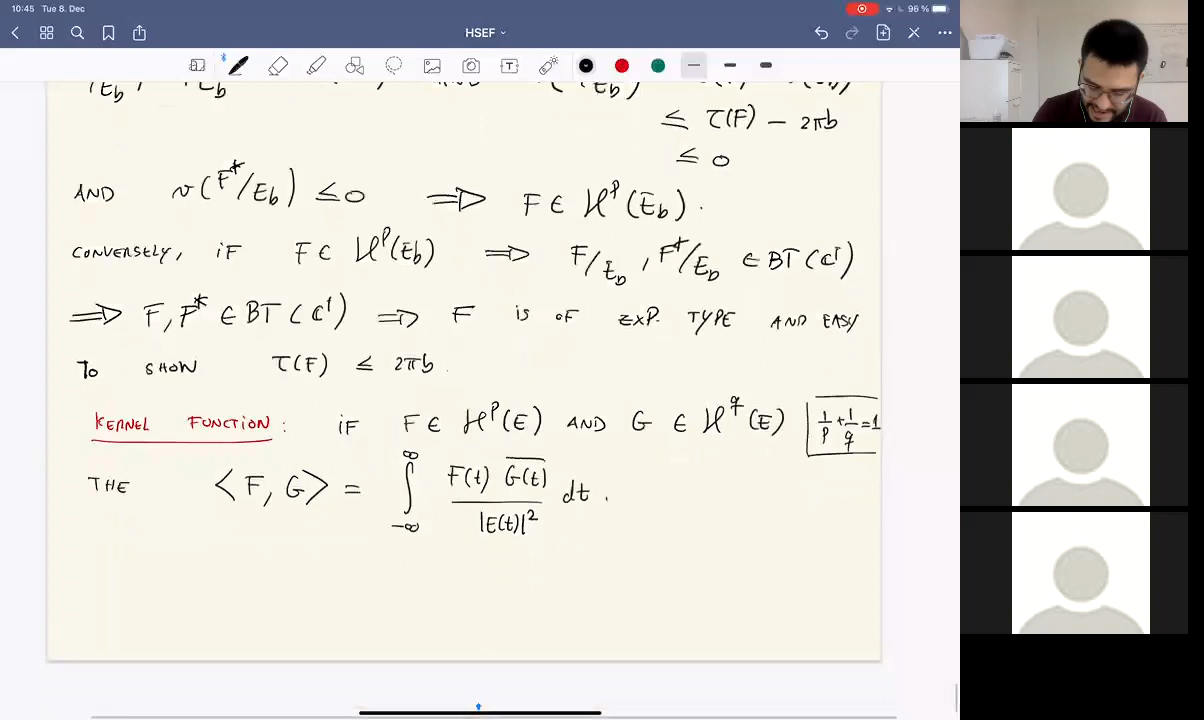 10:45 Tue 8. Dec
96 %
HSEF
≤ τ(F) − 2πb
≤ 0
AND v(F*/E_b) ≤ 0 ⟹ F ∈ H^p(E_b).
CONVERSELY, IF F ∈ H^p(E_b) ⟹ F/E_b, F*/E_b ∈ BT(ℂ⁺)
⟹ F, F* ∈ BT(ℂ⁺) ⟹ F IS OF EXP. TYPE AND EASY
TO SHOW τ(F) ≤ 2πb.
KERNEL FUNCTION: IF F ∈ H^p(E) AND G ∈ H^q(E) 1/p + 1/q = 1
THE ⟨F, G⟩ = ∫_{-∞}^{∞} F(t) \overline{G(t)} / |E(t)|² dt.